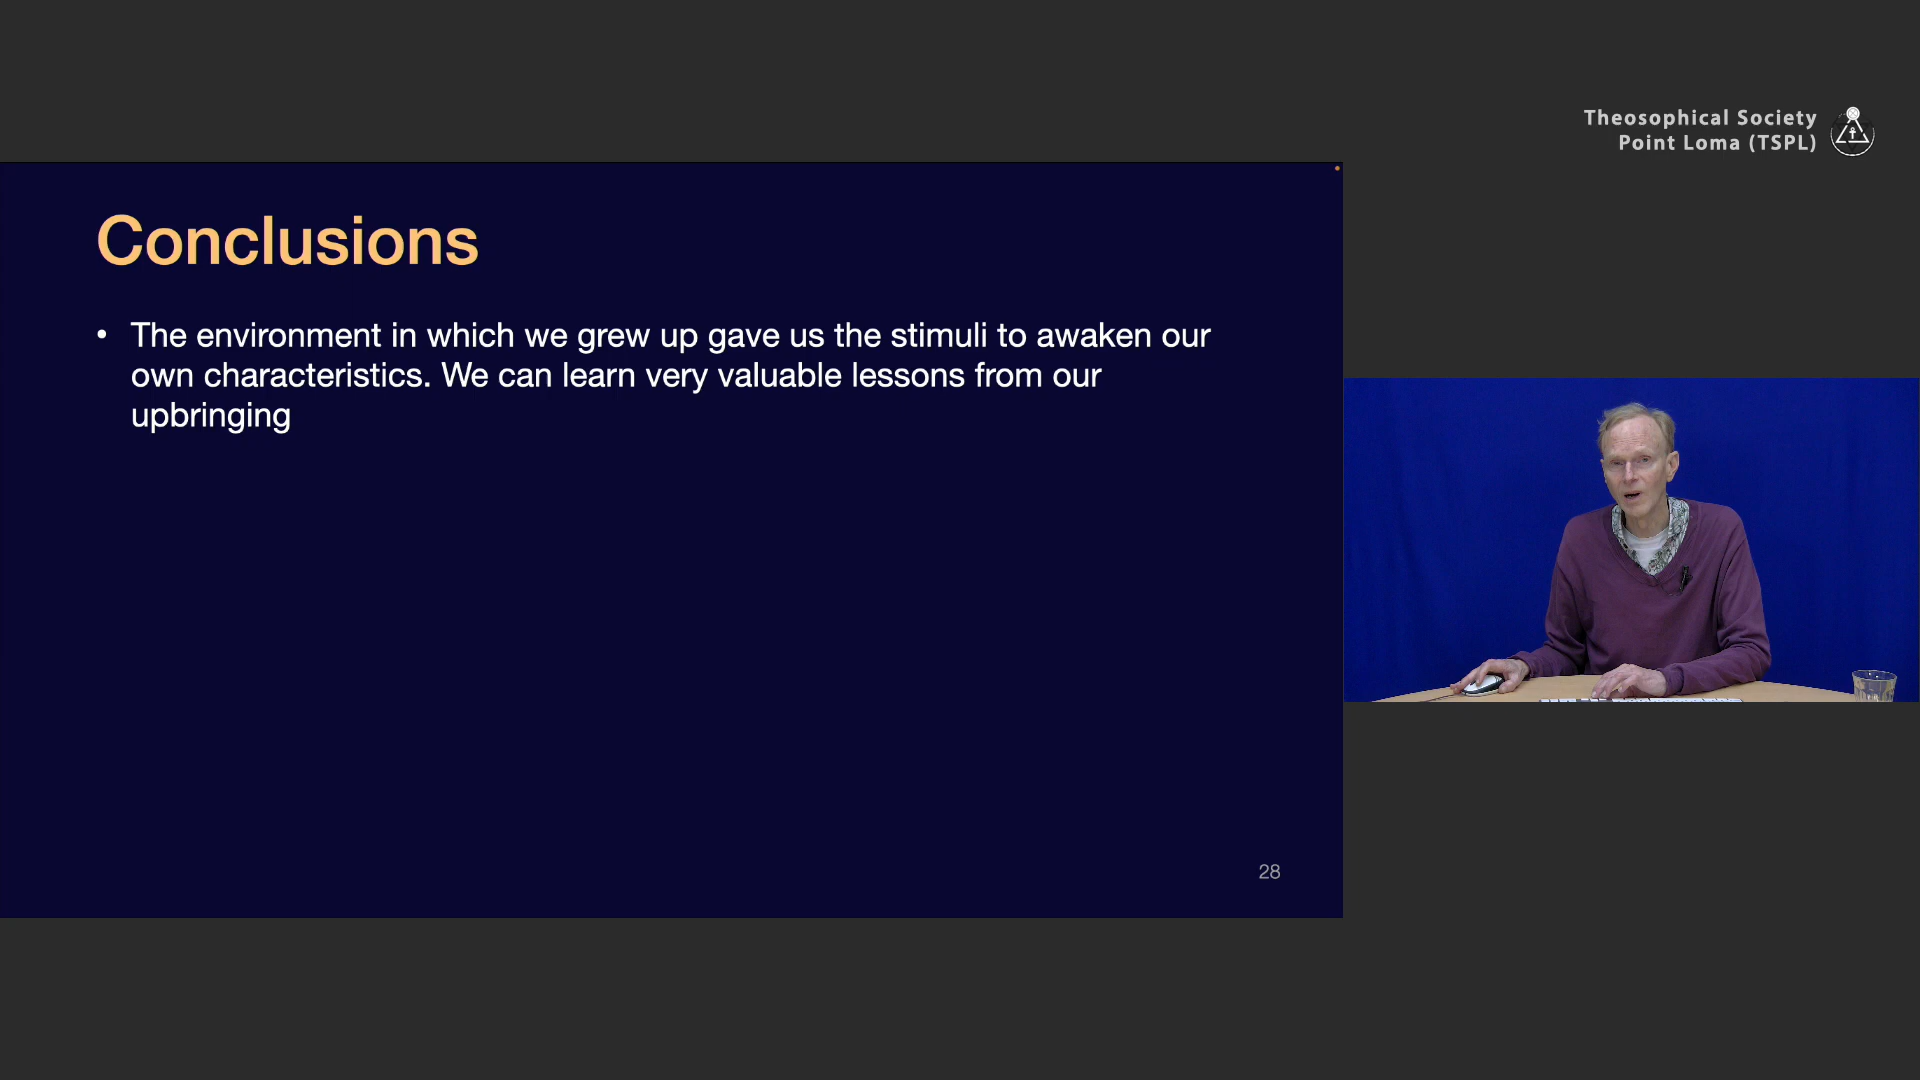 Theosophical Society
Point Loma (TSPL)
Conclusions
• The environment in which we grew up gave us the stimuli to awaken our
own characteristics. We can learn very valuable lessons from our
upbringing
28